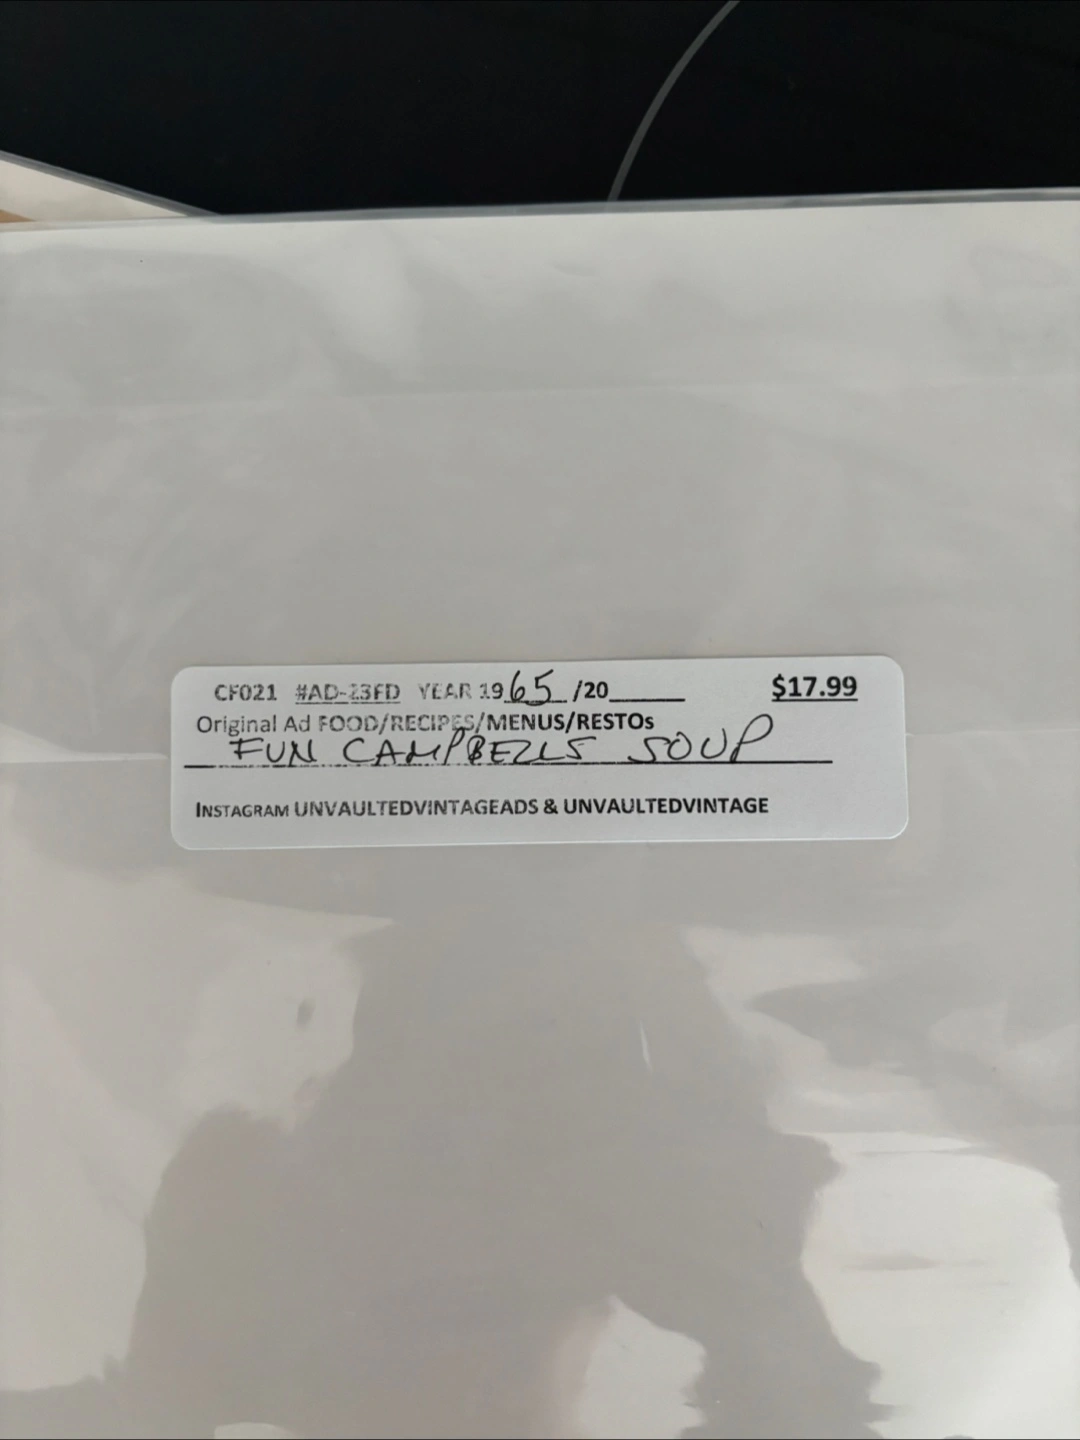 CF021 #AD-23FD YEAR 1965 /20______ $17.99
Original Ad FOOD/RECIPES/MENUS/RESTOs
FUN CAMPBELLS SOUP
INSTAGRAM UNVAULTEDVINTAGEADS & UNVAULTEDVINTAGE